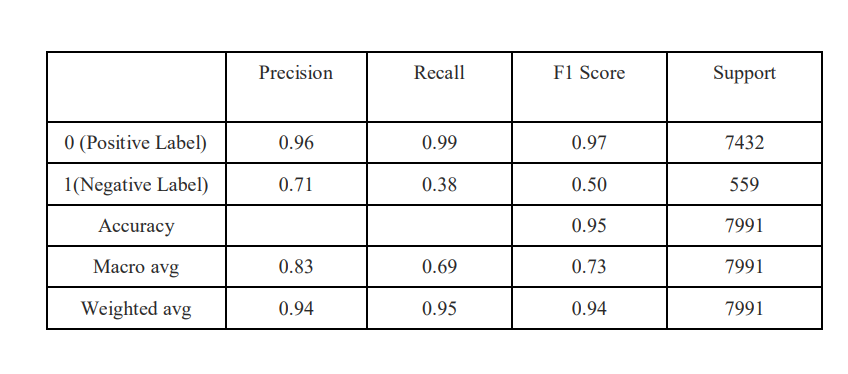 Precision Recall F1 Score Support
0 (Positive Label) 0.96 0.99 0.97 7432
1(Negative Label) 0.71 0.38 0.50 559
Accuracy 0.95 7991
Macro avg 0.83 0.69 0.73 7991
Weighted avg 0.94 0.95 0.94 7991